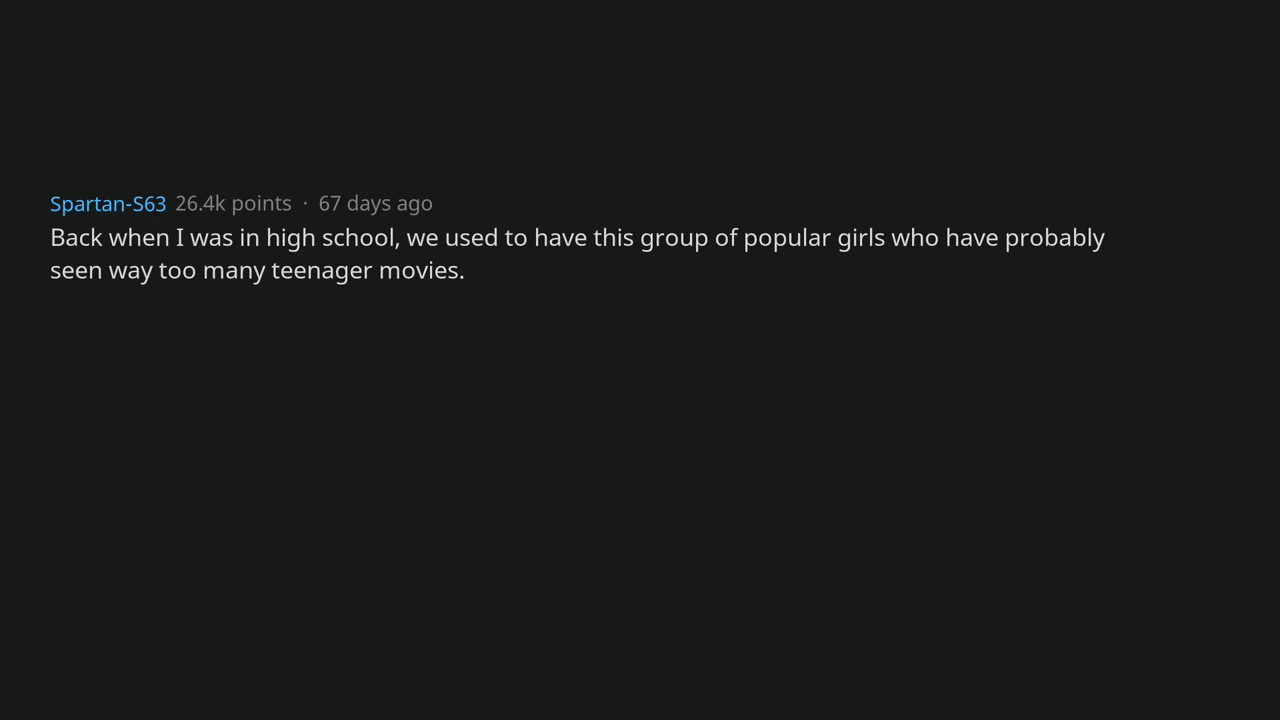 Spartan-S63 26.4k points · 67 days ago
Back when I was in high school, we used to have this group of popular girls who have probably
seen way too many teenager movies.